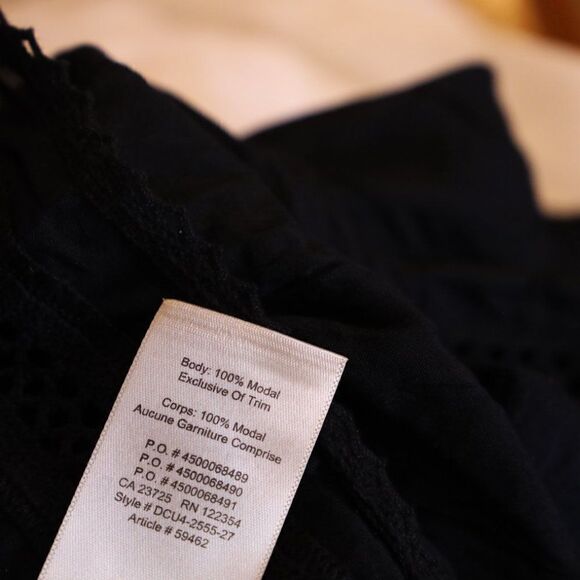 Body: 100% Modal
Exclusive Of Trim
Corps: 100% Modal
Aucune Garniture Comprise
P.O. # 4500068489
P.O. # 4500068490
P.O. # 4500068491
CA 23725 RN 122354
Style # DCU4-2555-27
Article # 59462